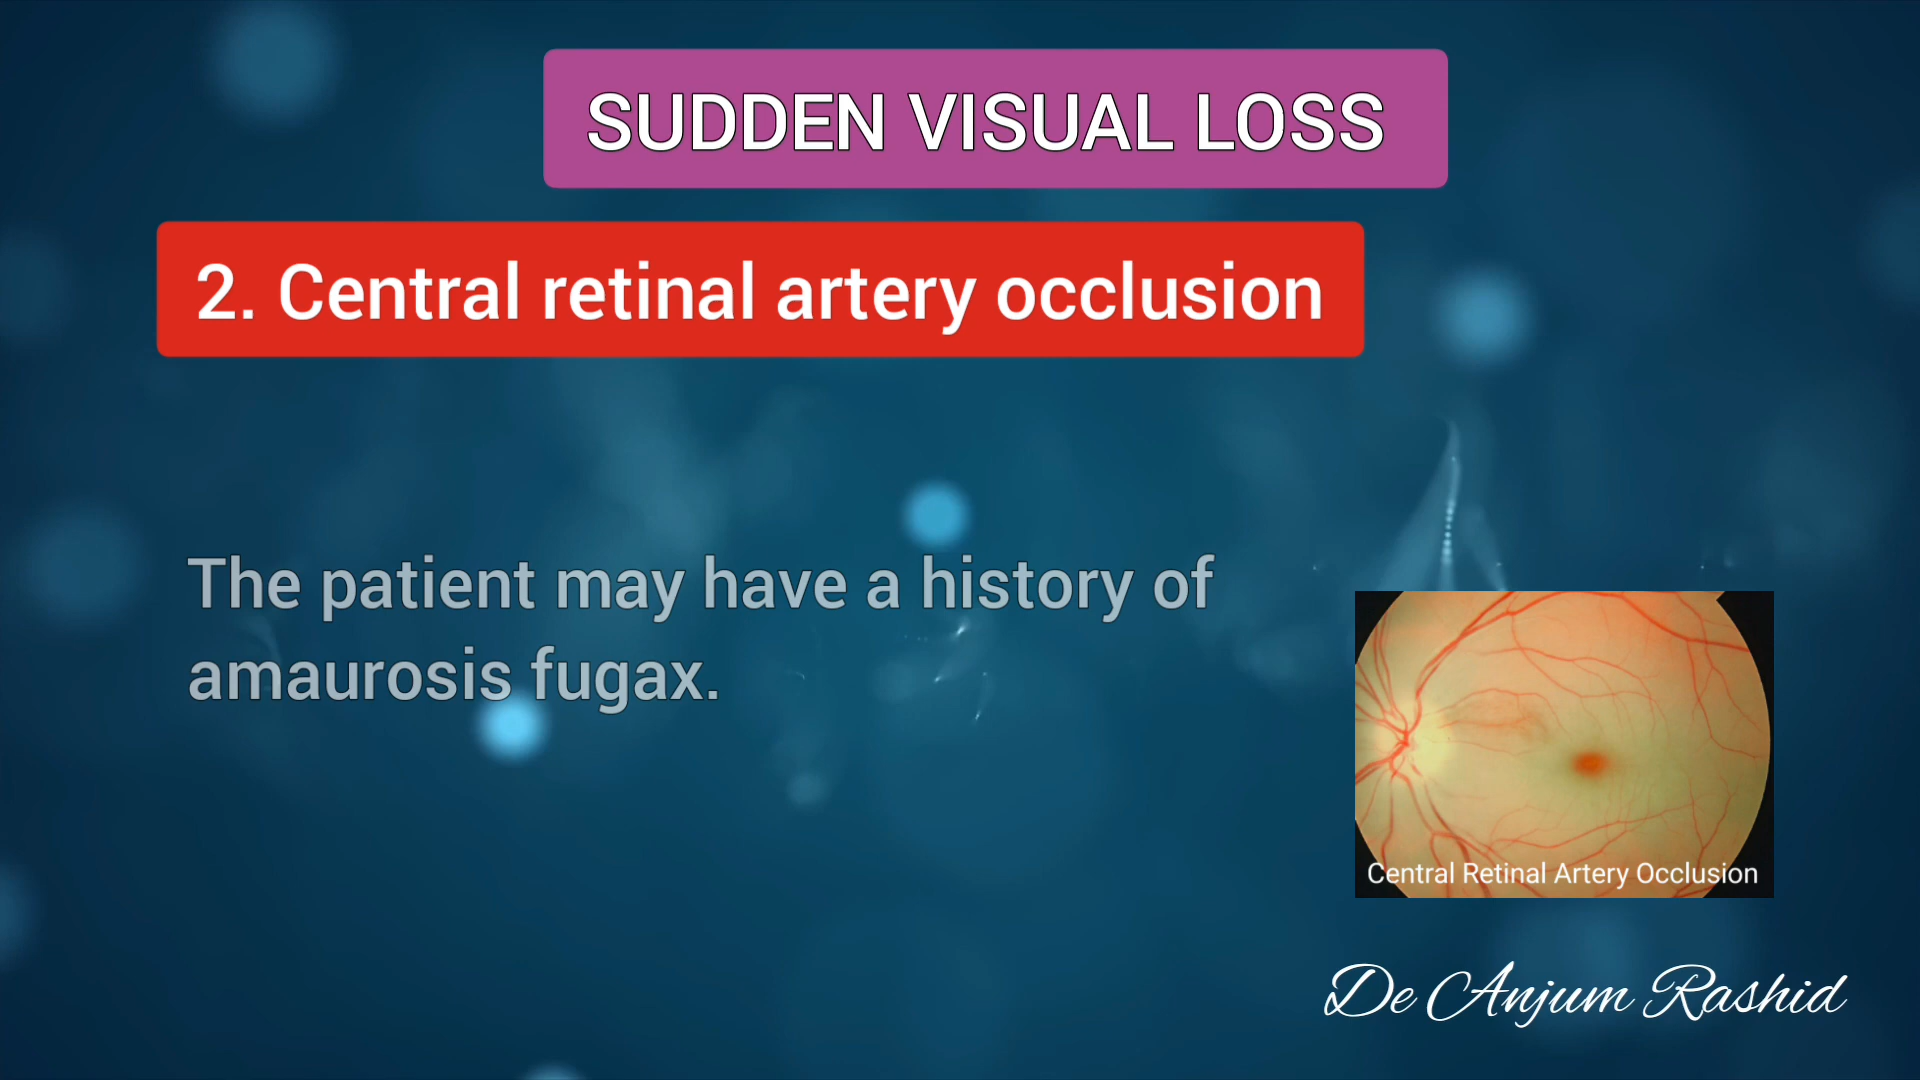 SUDDEN VISUAL LOSS
2. Central retinal artery occlusion
The patient may have a history of
amaurosis fugax.
Central Retinal Artery Occlusion
De Anjum Rashid